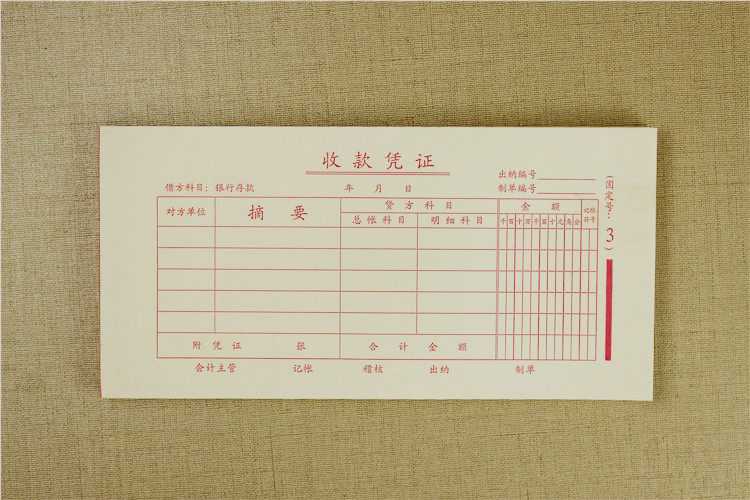 收款凭证
出纳编号
借方科目：银行存款 年 月 日 制单编号
（固定号：3）
对方单位 摘要 贷方科目 金额 记帐符号
总帐科目 明细科目 千百十万千百十元角分
附凭证 张 合计金额
会计主管 记帐 稽核 出纳 制单